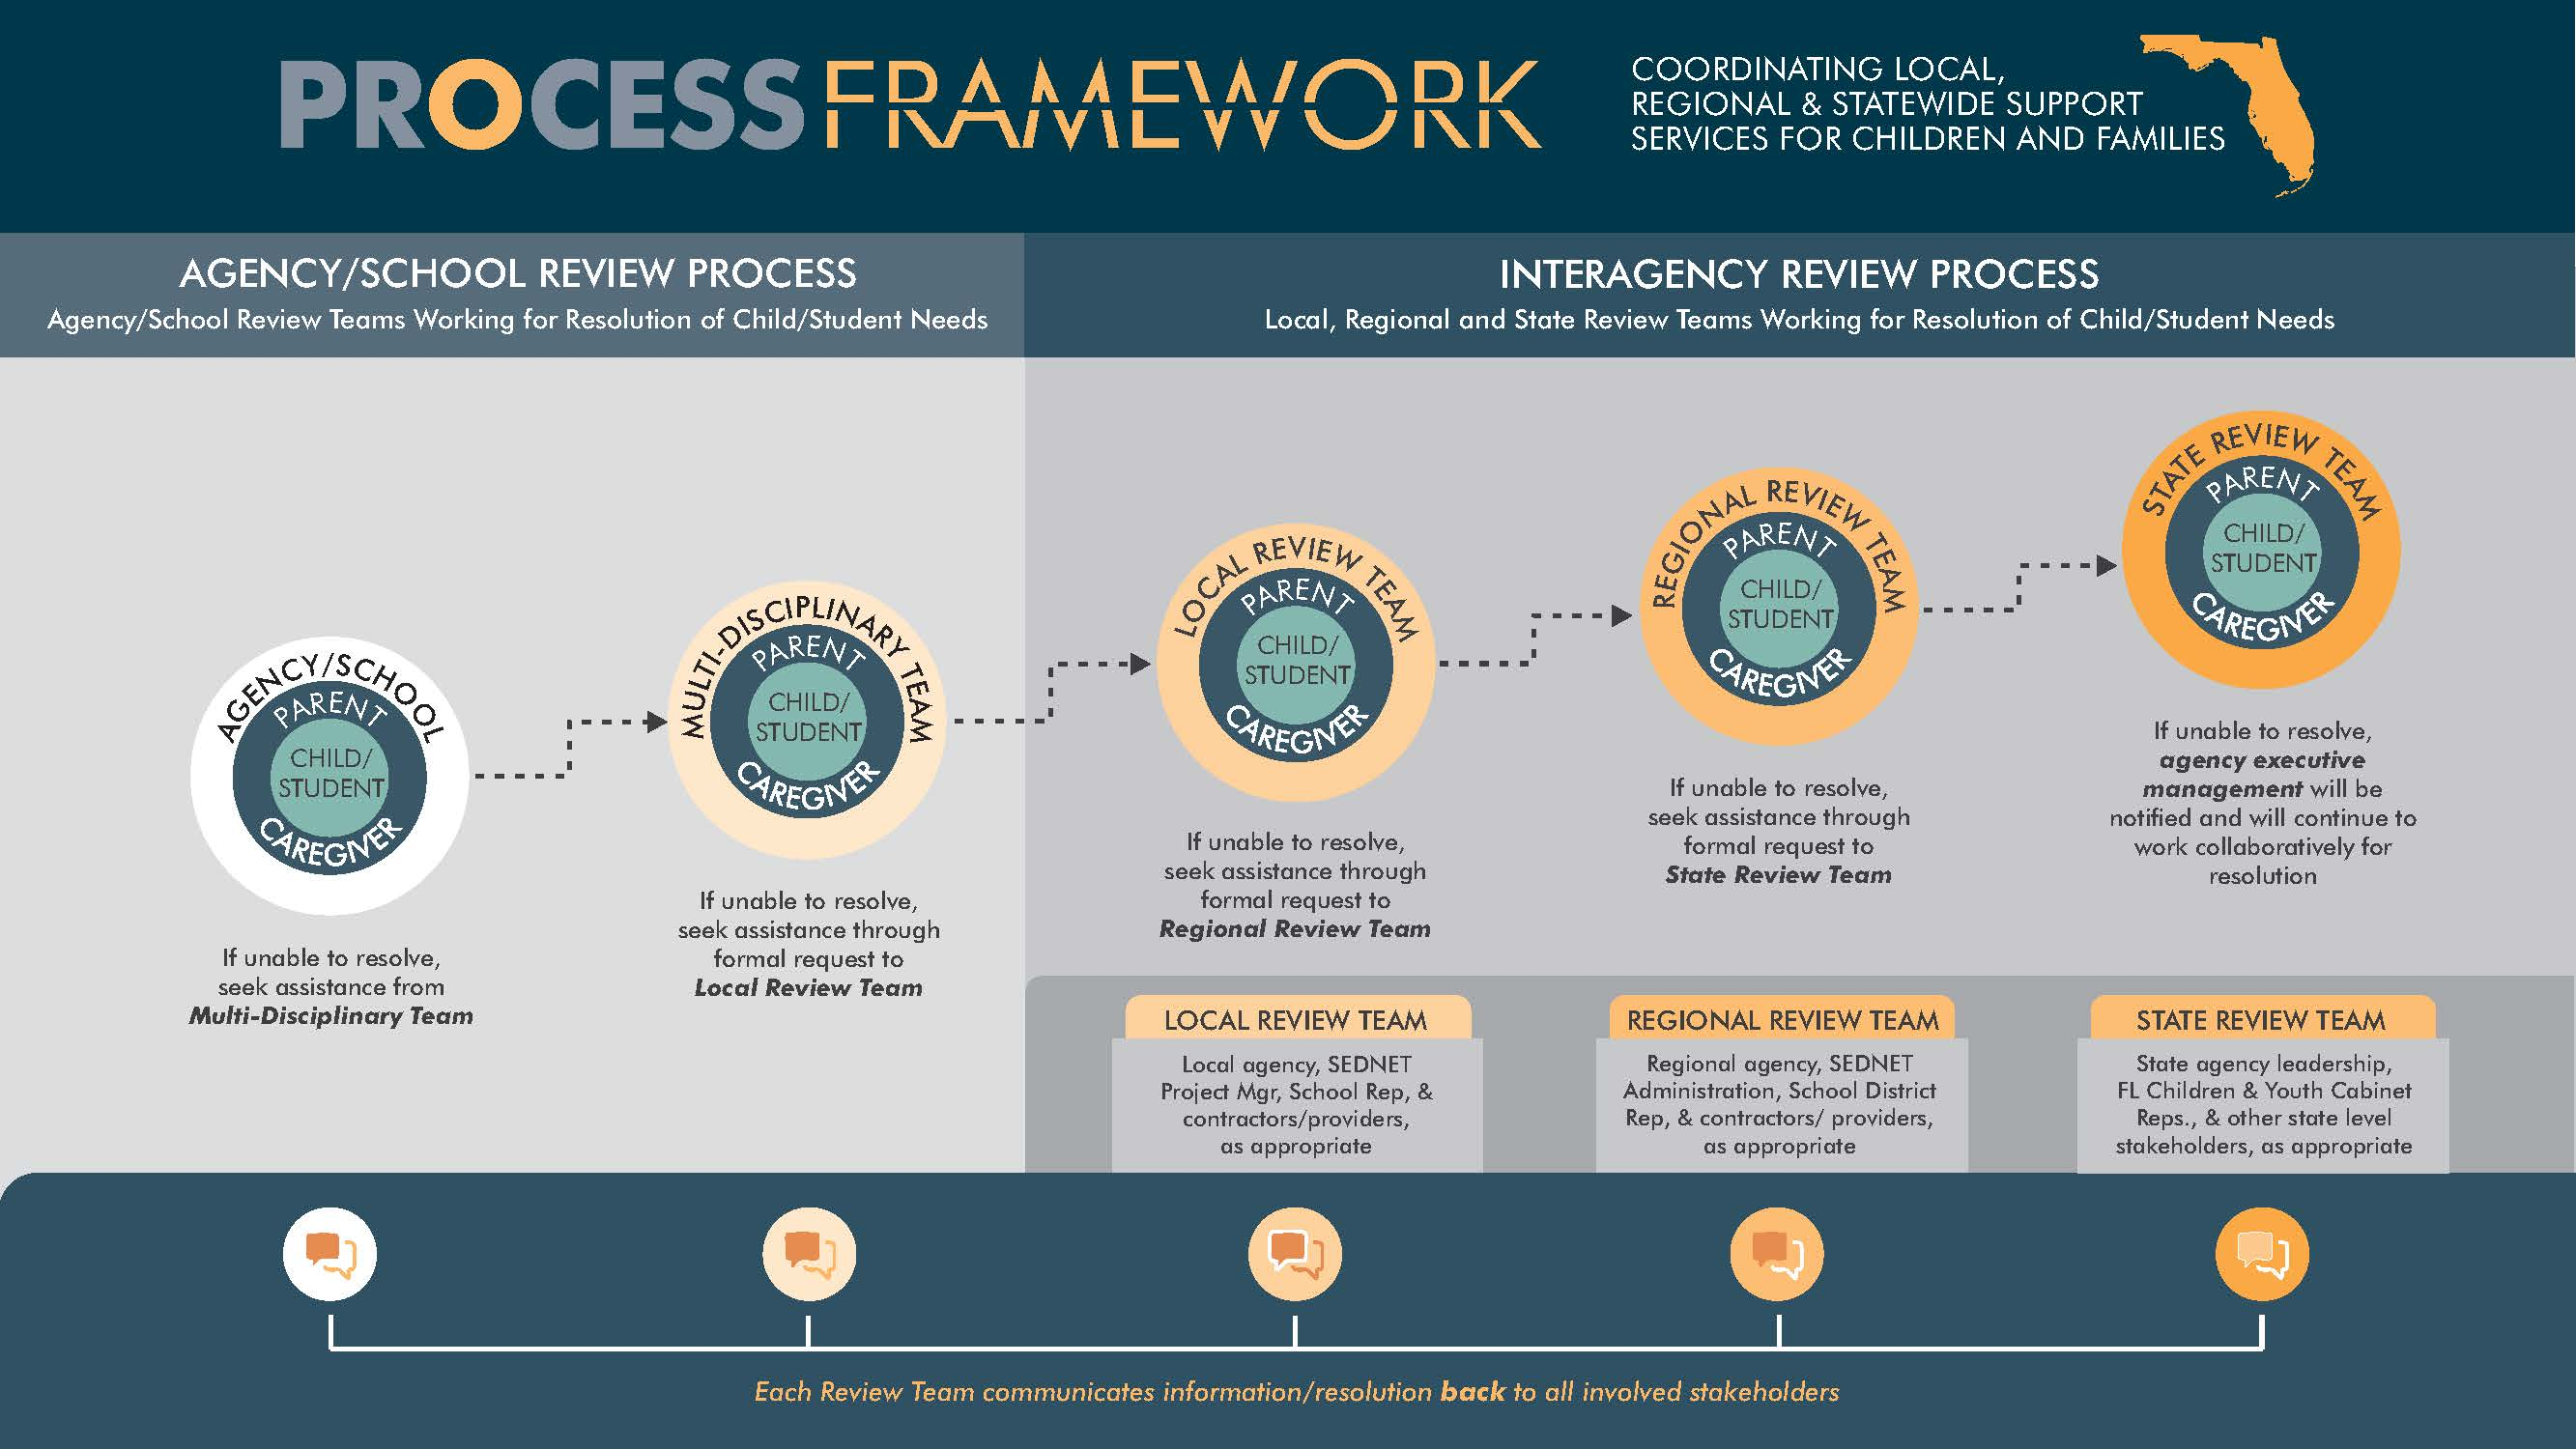 PROCESS FRAMEWORK
COORDINATING LOCAL,
REGIONAL & STATEWIDE SUPPORT
SERVICES FOR CHILDREN AND FAMILIES
AGENCY/SCHOOL REVIEW PROCESS
Agency/School Review Teams Working for Resolution of Child/Student Needs
INTERAGENCY REVIEW PROCESS
Local, Regional and State Review Teams Working for Resolution of Child/Student Needs
AGENCY/SCHOOL
PARENT
CHILD/
STUDENT
CAREGIVER
If unable to resolve,
seek assistance from
Multi-Disciplinary Team
MULTI-DISCIPLINARY TEAM
PARENT
CHILD/
STUDENT
CAREGIVER
If unable to resolve,
seek assistance through
formal request to
Local Review Team
LOCAL REVIEW TEAM
PARENT
CHILD/
STUDENT
CAREGIVER
If unable to resolve,
seek assistance through
formal request to
Regional Review Team
REGIONAL REVIEW TEAM
PARENT
CHILD/
STUDENT
CAREGIVER
If unable to resolve,
seek assistance through
formal request to
State Review Team
STATE REVIEW TEAM
PARENT
CHILD/
STUDENT
CAREGIVER
If unable to resolve,
agency executive
management will be
notified and will continue to
work collaboratively for
resolution
LOCAL REVIEW TEAM
Local agency, SEDNET
Project Mgr, School Rep, &
contractors/providers,
as appropriate
REGIONAL REVIEW TEAM
Regional agency, SEDNET
Administration, School District
Rep, & contractors/ providers,
as appropriate
STATE REVIEW TEAM
State agency leadership,
FL Children & Youth Cabinet
Reps., & other state level
stakeholders, as appropriate
Each Review Team communicates information/resolution back to all involved stakeholders